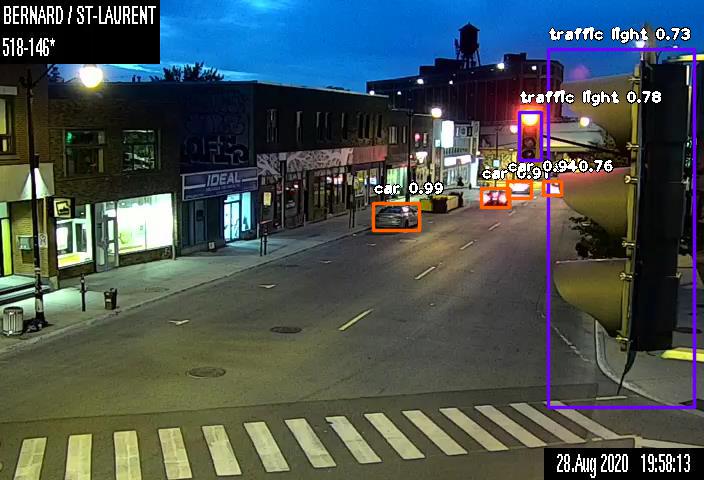 BERNARD / ST-LAURENT
518-146*
traffic light 0.73
traffic light 0.78
car 0.94
0.76
car 0.91
car 0.99
IDEAL
28.Aug 2020 19:58:13